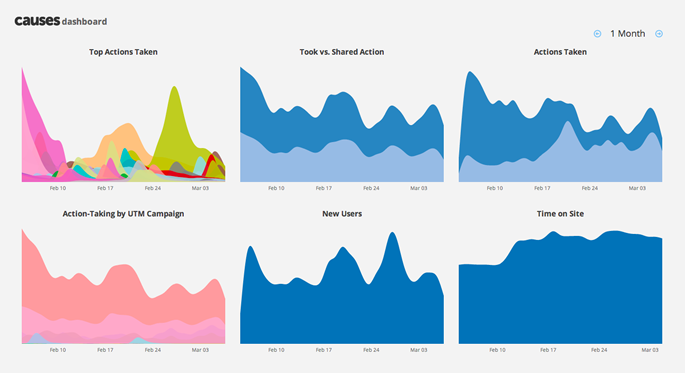 causes dashboard
1 Month
Top Actions Taken
Took vs. Shared Action
Actions Taken
Feb 10 Feb 17 Feb 24 Mar 03
Feb 10 Feb 17 Feb 24 Mar 03
Feb 10 Feb 17 Feb 24 Mar 03
Action-Taking by UTM Campaign
New Users
Time on Site
Feb 10 Feb 17 Feb 24 Mar 03
Feb 10 Feb 17 Feb 24 Mar 03
Feb 10 Feb 17 Feb 24 Mar 03